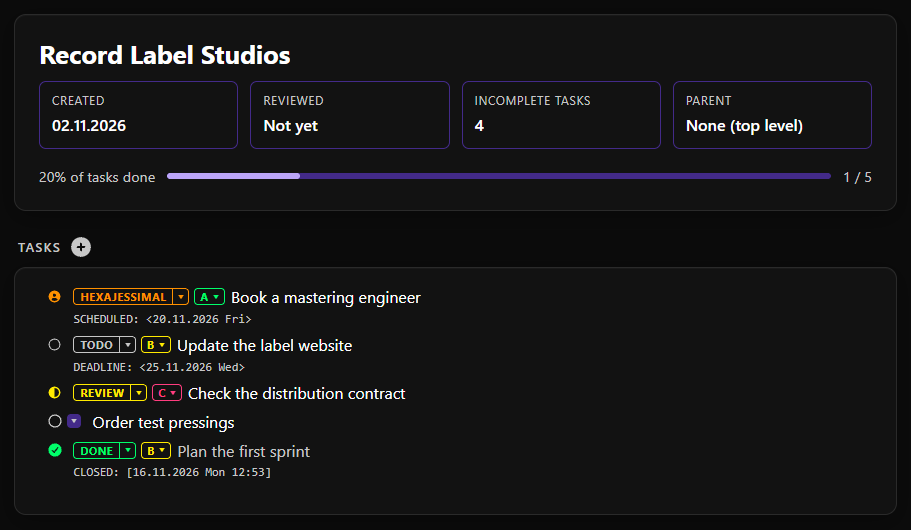 Record Label Studios
CREATED
02.11.2026
REVIEWED
Not yet
INCOMPLETE TASKS
4
PARENT
None (top level)
20% of tasks done 1 / 5
TASKS
HEXAJESSIMAL A Book a mastering engineer
SCHEDULED: <20.11.2026 Fri>
TODO B Update the label website
DEADLINE: <25.11.2026 Wed>
REVIEW C Check the distribution contract
Order test pressings
DONE B Plan the first sprint
CLOSED: [16.11.2026 Mon 12:53]